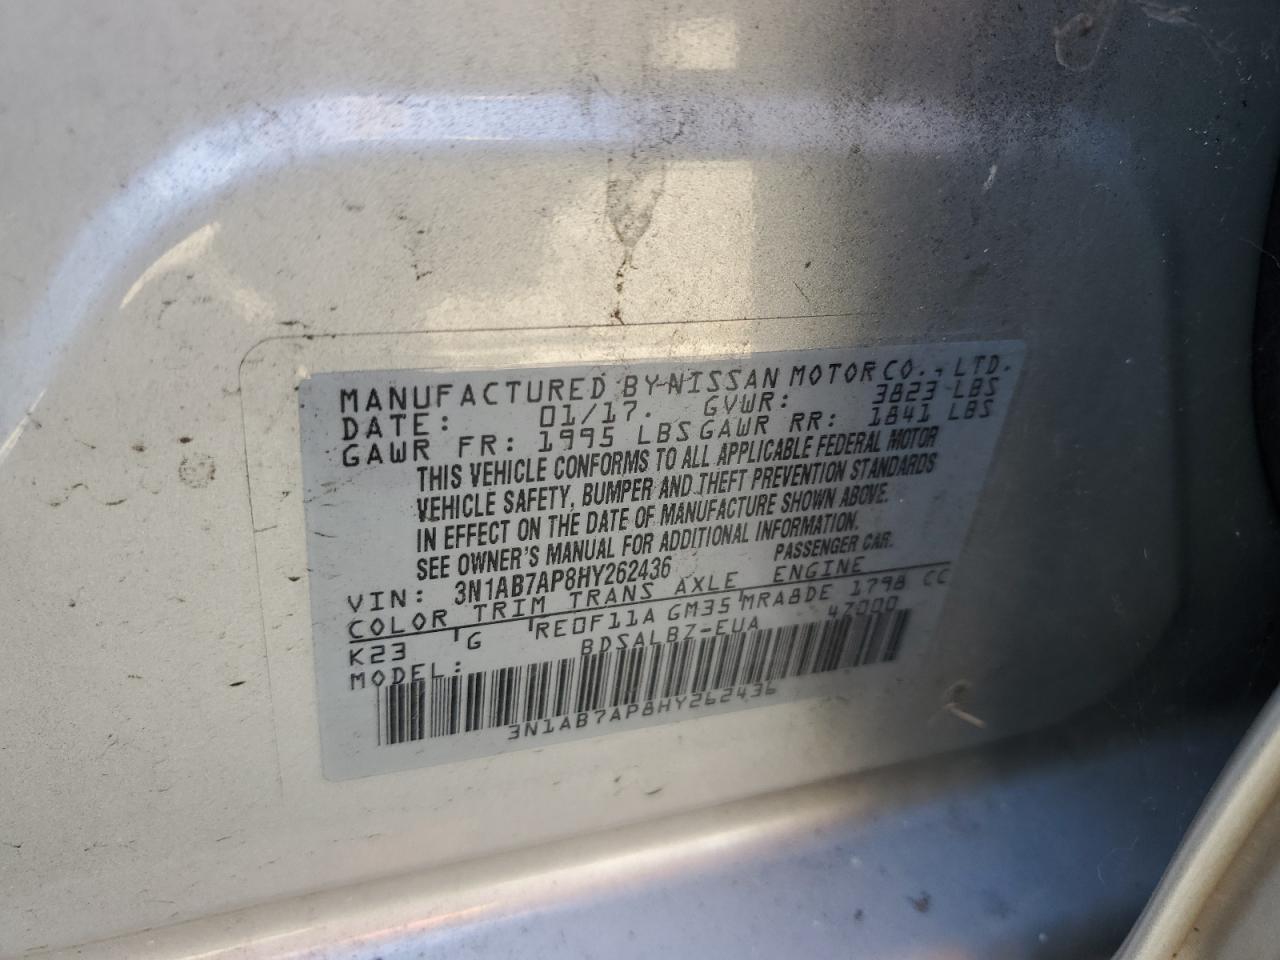 MANUFACTURED BY NISSAN MOTOR CO., LTD.
DATE: 01/17. GVWR: 3823 LBS
GAWR FR: 1995 LBS GAWR RR: 1841 LBS
THIS VEHICLE CONFORMS TO ALL APPLICABLE FEDERAL MOTOR
VEHICLE SAFETY, BUMPER AND THEFT PREVENTION STANDARDS
IN EFFECT ON THE DATE OF MANUFACTURE SHOWN ABOVE.
SEE OWNER'S MANUAL FOR ADDITIONAL INFORMATION.
VIN: 3N1AB7AP8HY262436 PASSENGER CAR.
COLOR TRIM TRANS AXLE ENGINE
K23 G RE0F11A GM35 MRA8DE 1798 CC
MODEL: BDSALBZ-EUA 47000
3N1AB7AP8HY262436